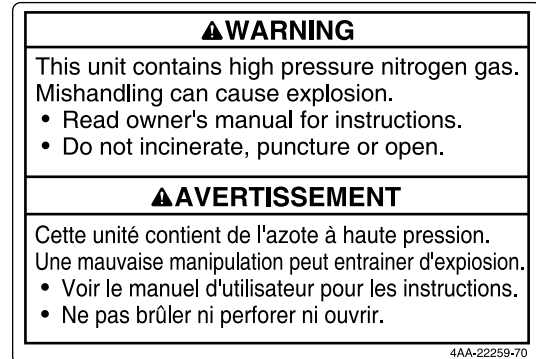 ⚠WARNING
This unit contains high pressure nitrogen gas.
Mishandling can cause explosion.
• Read owner's manual for instructions.
• Do not incinerate, puncture or open.
⚠AVERTISSEMENT
Cette unité contient de l'azote à haute pression.
Une mauvaise manipulation peut entrainer d'explosion.
• Voir le manuel d'utilisateur pour les instructions.
• Ne pas brûler ni perforer ni ouvrir.
4AA-22259-70